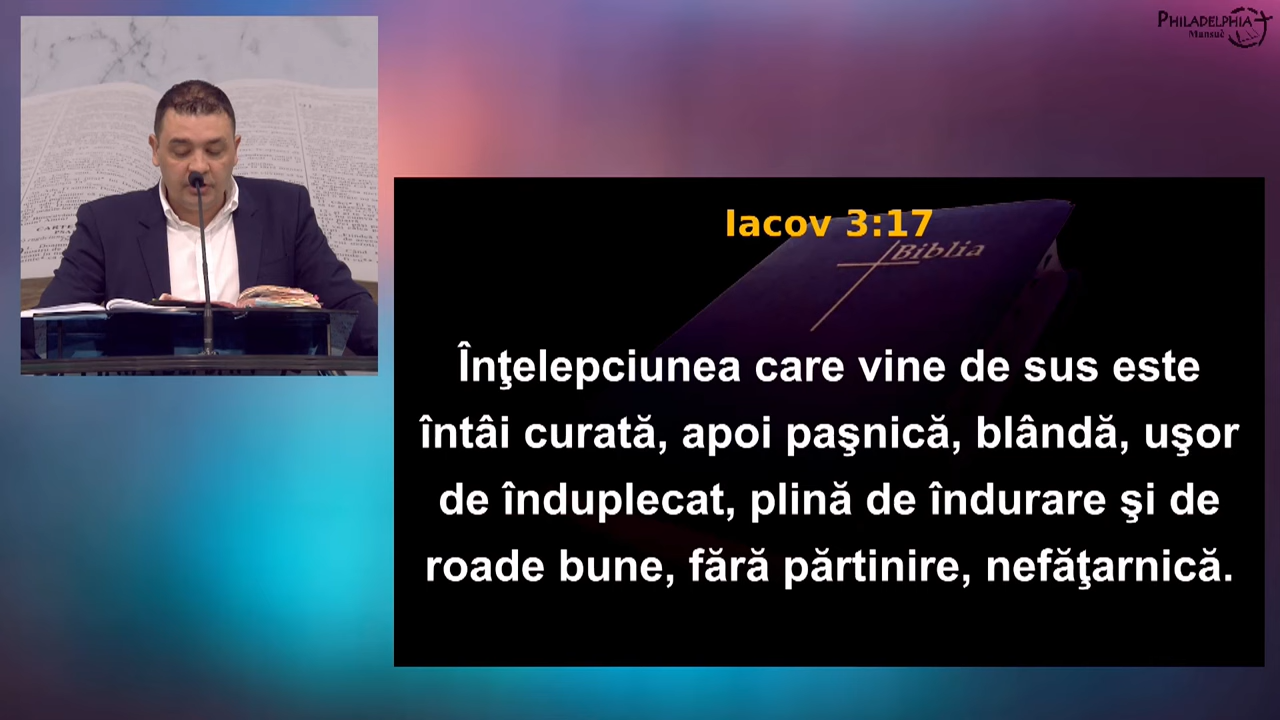 PHILADELPHIA
Mansuè
Iacov 3:17
Biblia
Înţelepciunea care vine de sus este
întâi curată, apoi paşnică, blândă, uşor
de înduplecat, plină de îndurare şi de
roade bune, fără părtinire, nefăţarnică.